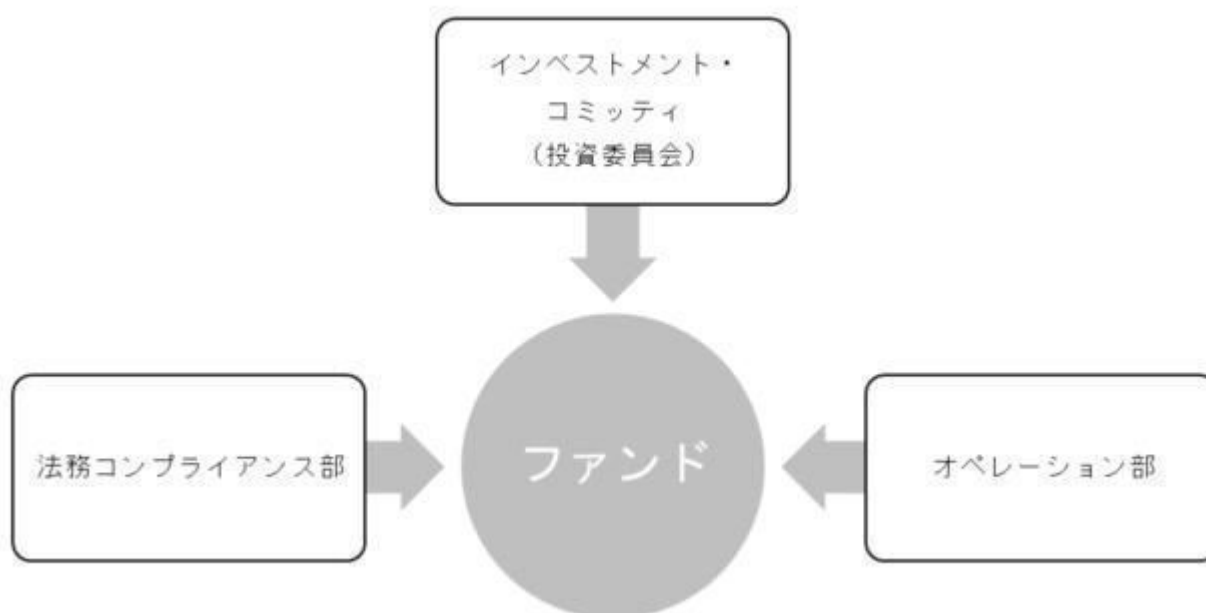 インベストメント・
コミッティ
（投資委員会）
法務コンプライアンス部
ファンド
オペレーション部